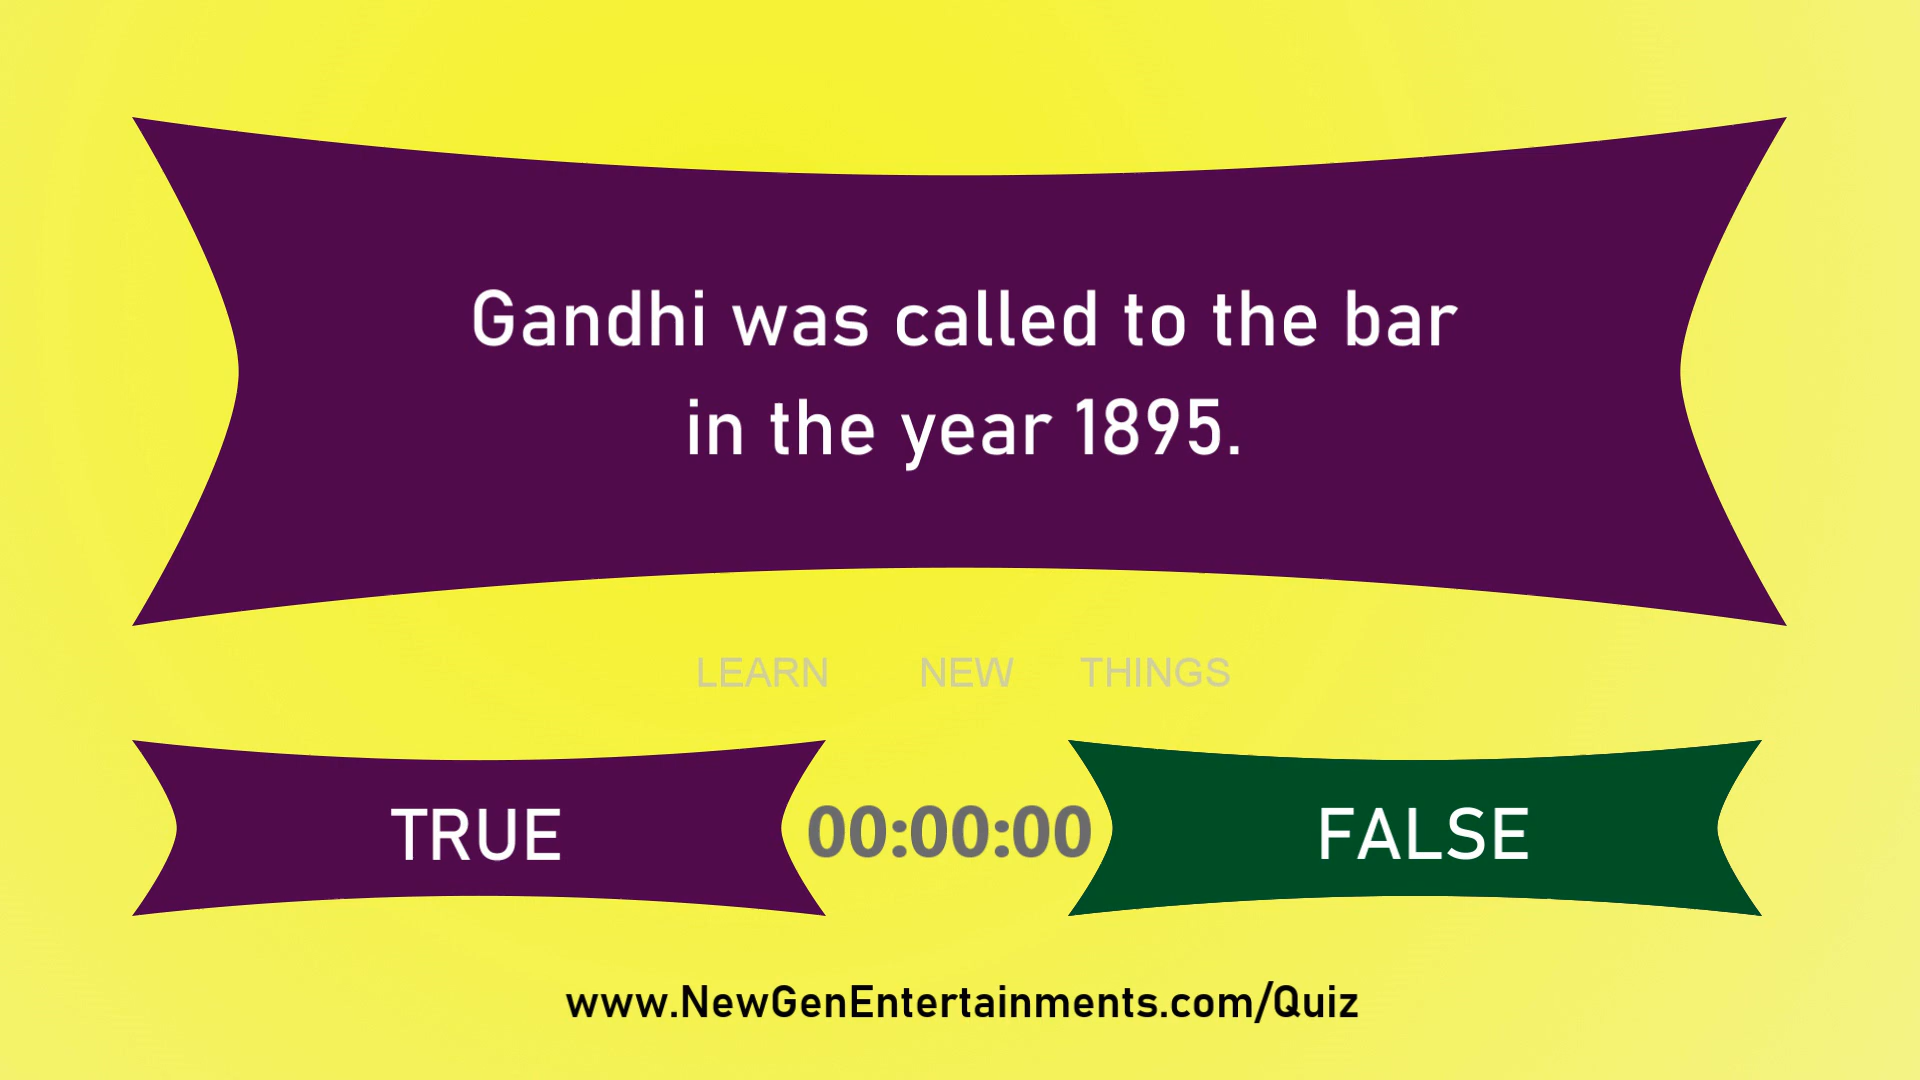 Gandhi was called to the bar
in the year 1895.
LEARN NEW THINGS
TRUE
00:00:00
FALSE
www.NewGenEntertainments.com/Quiz